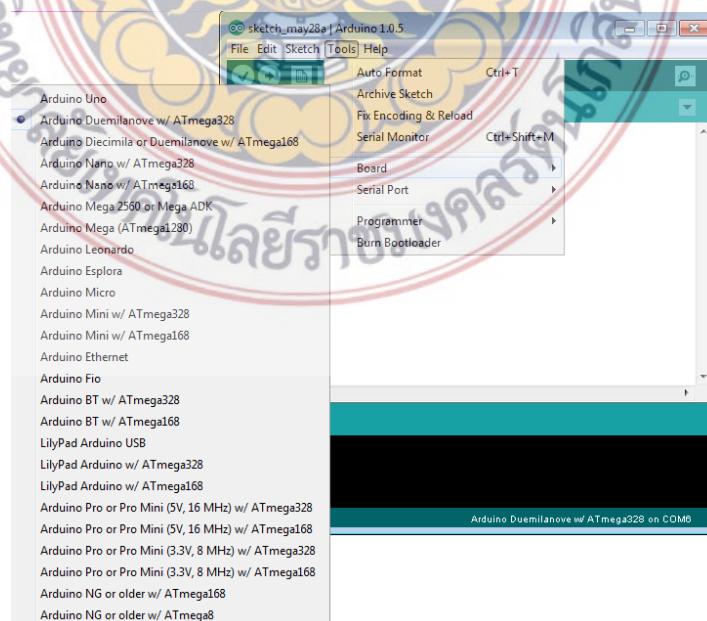 sketch_may28a | Arduino 1.0.5
File Edit Sketch Tools Help
Auto Format Ctrl+T
Archive Sketch
Fix Encoding & Reload
Serial Monitor Ctrl+Shift+M
Board
Serial Port
Programmer
Burn Bootloader
Arduino Uno
Arduino Duemilanove w/ ATmega328
Arduino Diecimila or Duemilanove w/ ATmega168
Arduino Nano w/ ATmega328
Arduino Nano w/ ATmega168
Arduino Mega 2560 or Mega ADK
Arduino Mega (ATmega1280)
Arduino Leonardo
Arduino Esplora
Arduino Micro
Arduino Mini w/ ATmega328
Arduino Mini w/ ATmega168
Arduino Ethernet
Arduino Fio
Arduino BT w/ ATmega328
Arduino BT w/ ATmega168
LilyPad Arduino USB
LilyPad Arduino w/ ATmega328
LilyPad Arduino w/ ATmega168
Arduino Pro or Pro Mini (5V, 16 MHz) w/ ATmega328
Arduino Pro or Pro Mini (5V, 16 MHz) w/ ATmega168
Arduino Pro or Pro Mini (3.3V, 8 MHz) w/ ATmega328
Arduino Pro or Pro Mini (3.3V, 8 MHz) w/ ATmega168
Arduino NG or older w/ ATmega168
Arduino NG or older w/ ATmega8
Arduino Duemilanove w/ ATmega328 on COM6